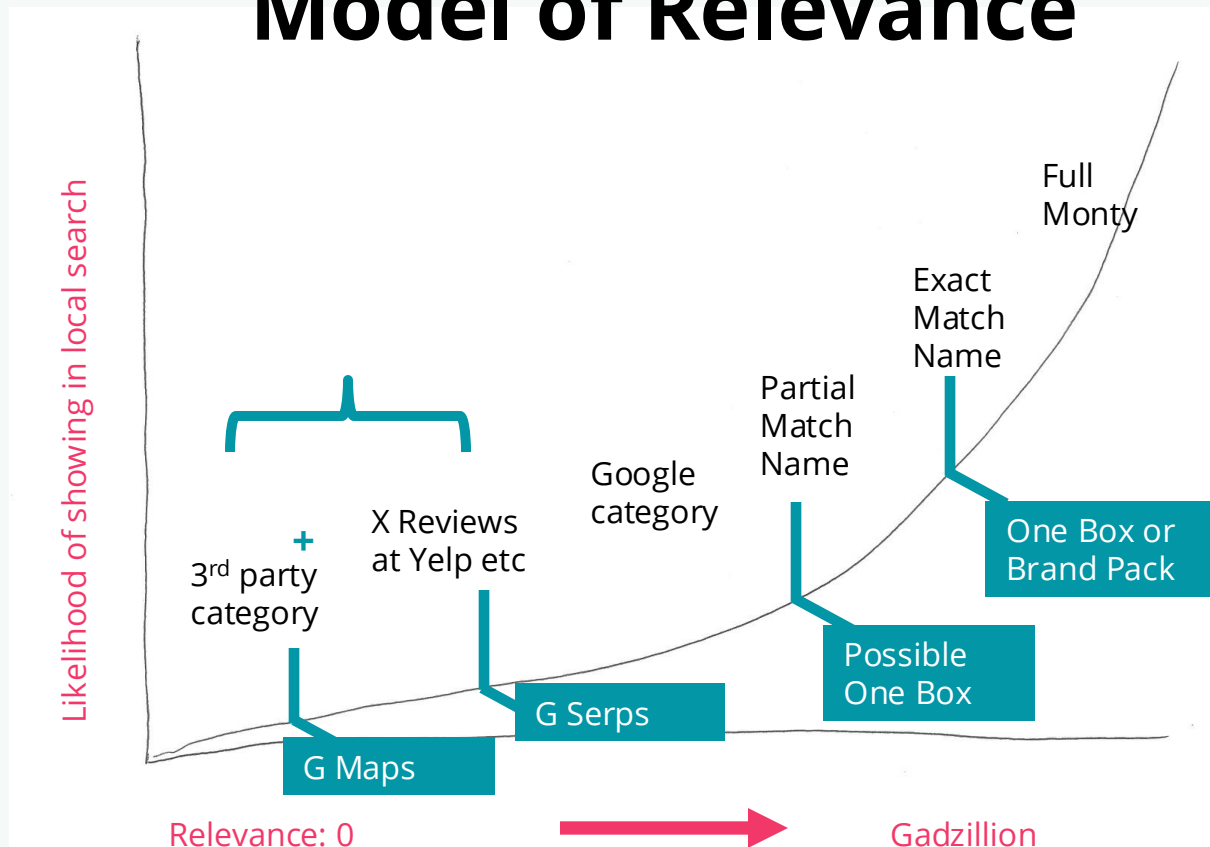 Model of Relevance
Likelihood of showing in local search
Full
Monty
Exact
Match
Name
Partial
Match
Name
Google
category
X Reviews
at Yelp etc
+
3rd party
category
One Box or
Brand Pack
Possible
One Box
G Serps
G Maps
Relevance: 0
Gadzillion